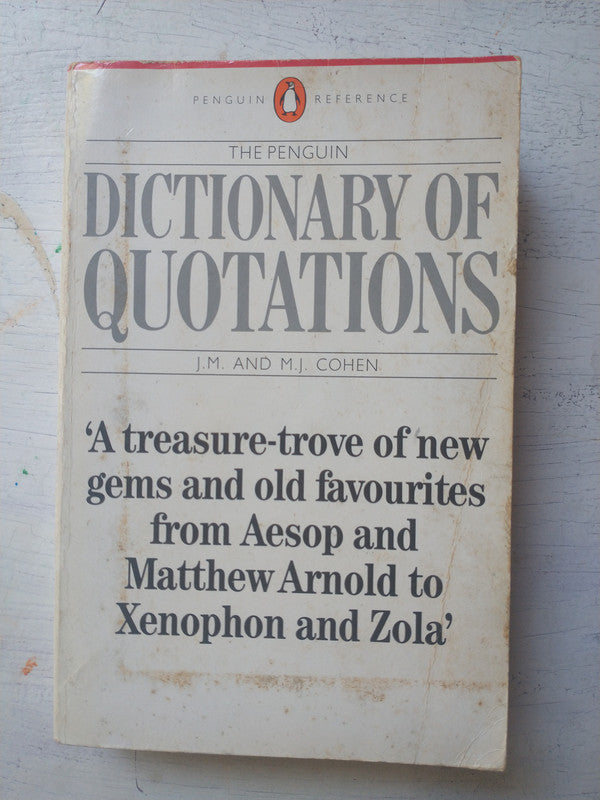 PENGUIN REFERENCE
THE PENGUIN
DICTIONARY OF
QUOTATIONS
J.M. AND M.J. COHEN
‘A treasure-trove of new
gems and old favourites
from Aesop and
Matthew Arnold to
Xenophon and Zola’